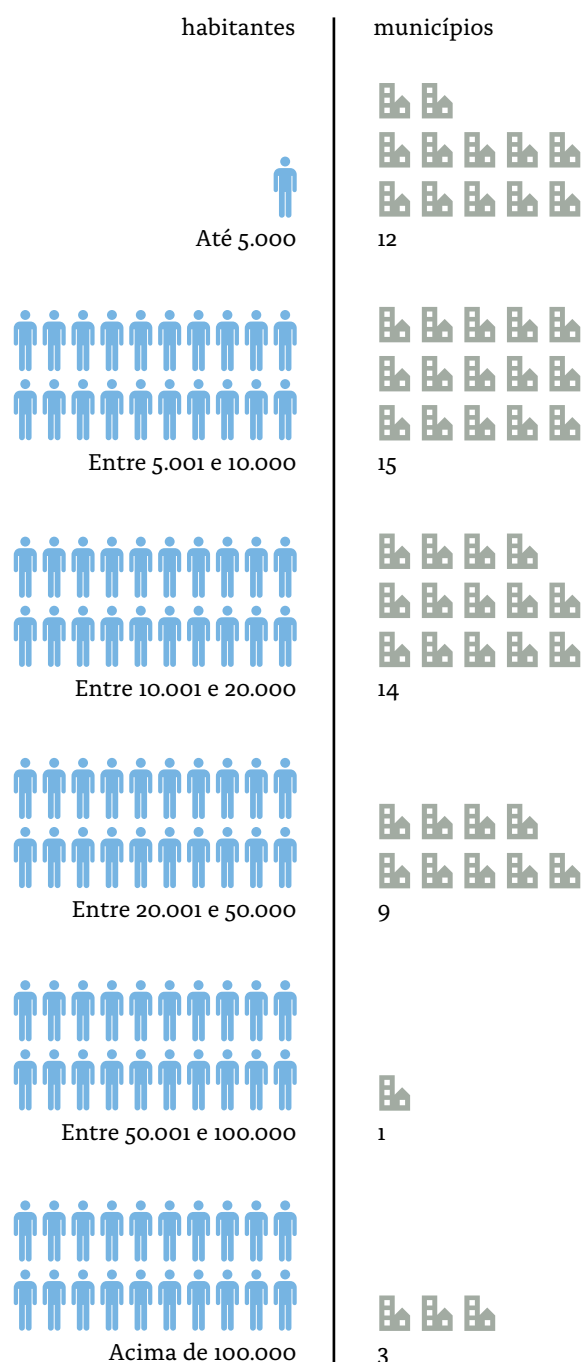 habitantes municípios
Até 5.000 12
Entre 5.001 e 10.000 15
Entre 10.001 e 20.000 14
Entre 20.001 e 50.000 9
Entre 50.001 e 100.000 1
Acima de 100.000 3